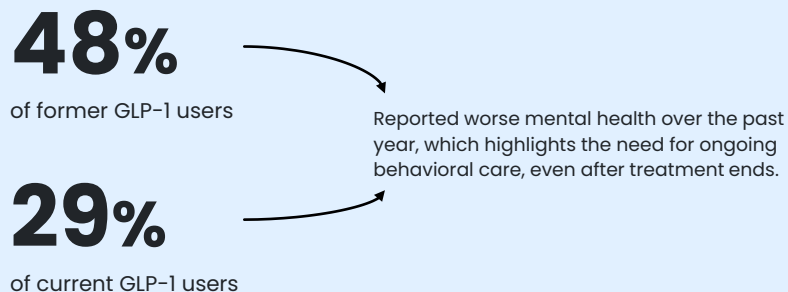 48%
of former GLP-1 users
Reported worse mental health over the past
year, which highlights the need for ongoing
behavioral care, even after treatment ends.
29%
of current GLP-1 users